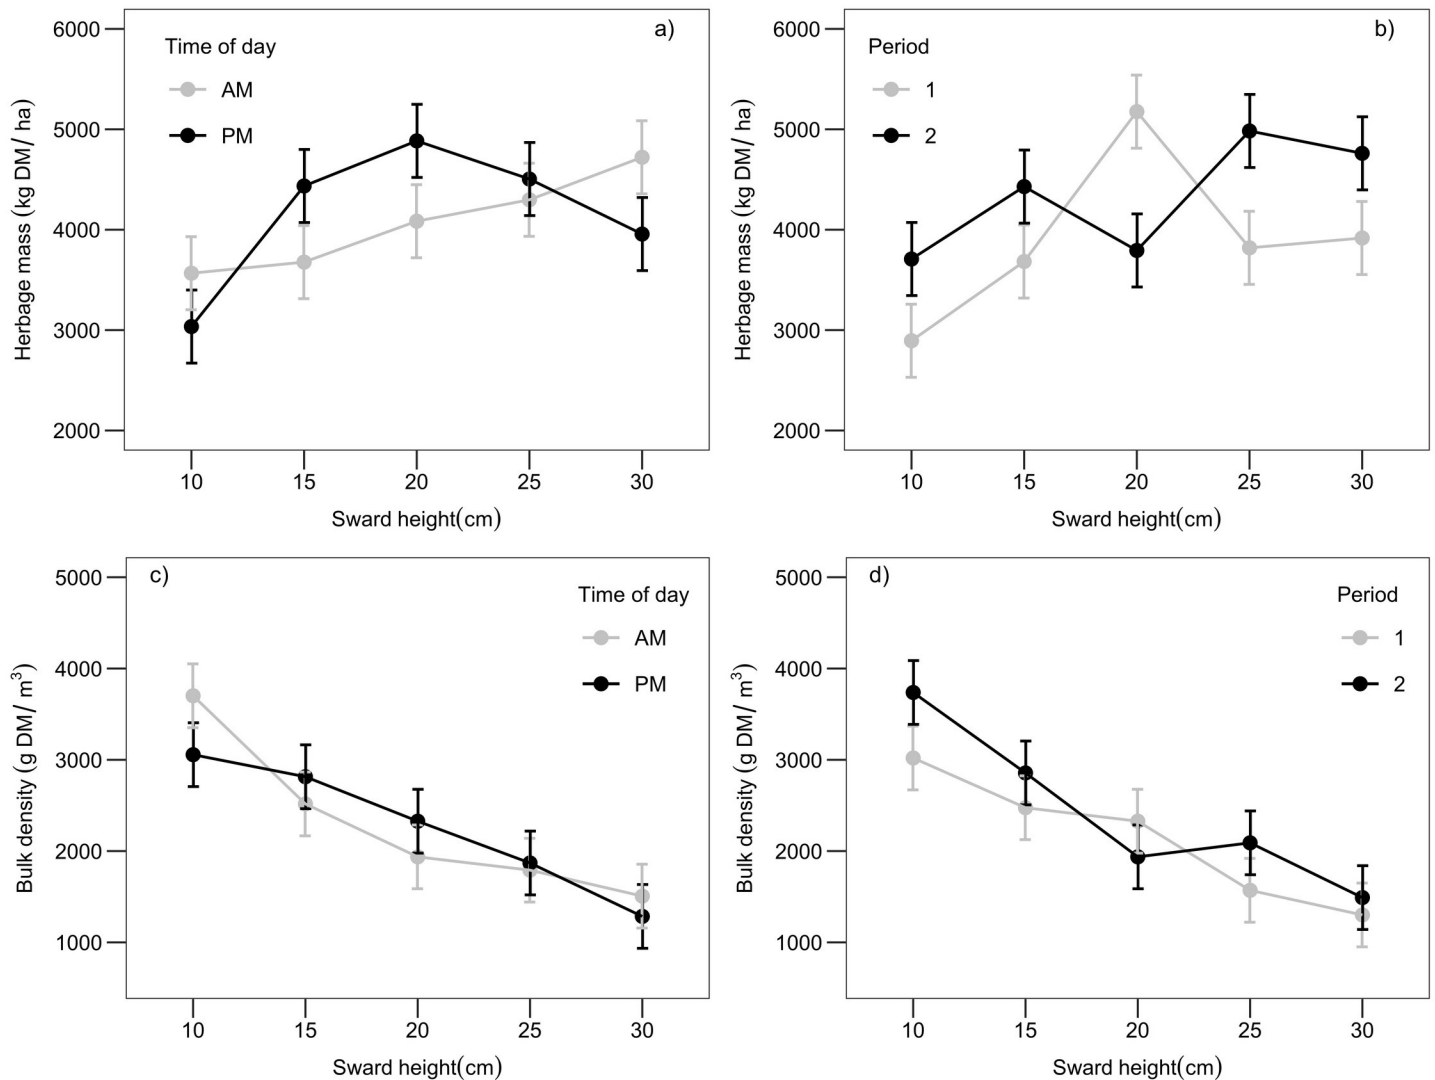 a)
Time of day
AM
PM
6000
5000
4000
3000
2000
Herbage mass (kg DM/ ha)
10 15 20 25 30
Sward height(cm)
b)
Period
1
2
6000
5000
4000
3000
2000
Herbage mass (kg DM/ ha)
10 15 20 25 30
Sward height(cm)
c)
Time of day
AM
PM
5000
4000
3000
2000
1000
Bulk density (g DM/ m³)
10 15 20 25 30
Sward height(cm)
d)
Period
1
2
5000
4000
3000
2000
1000
Bulk density (g DM/ m³)
10 15 20 25 30
Sward height(cm)